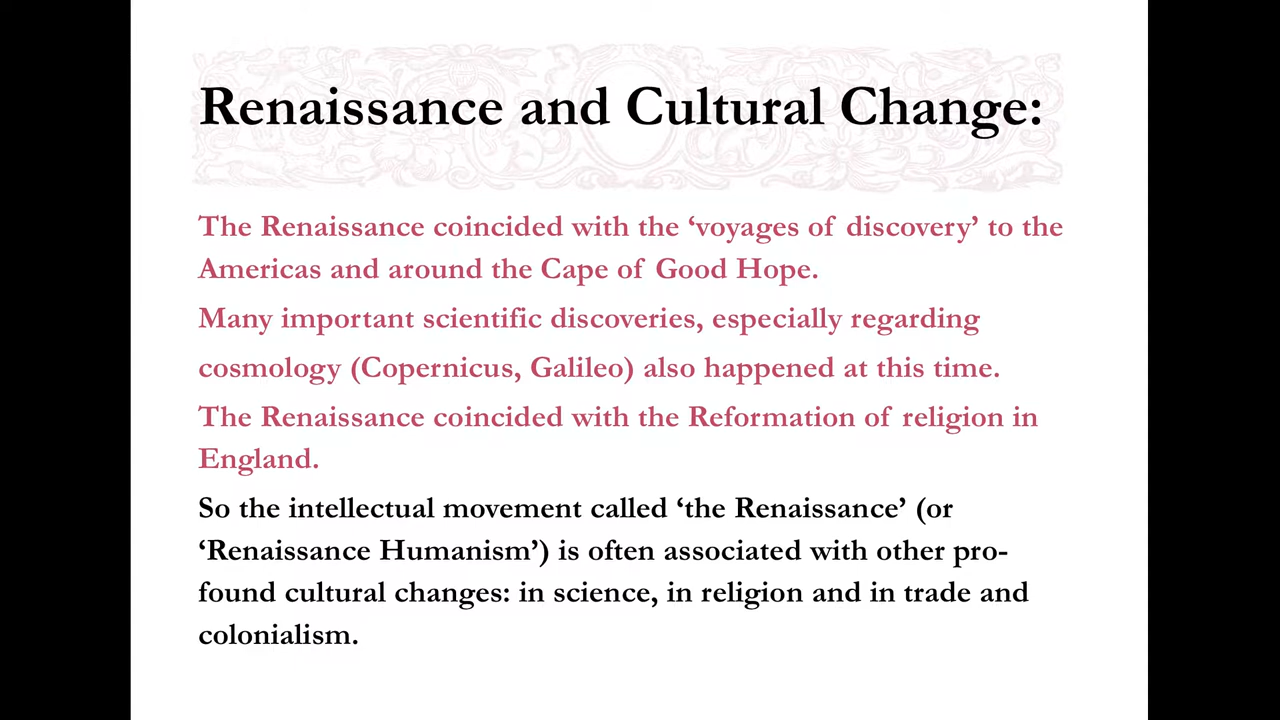 Renaissance and Cultural Change:
The Renaissance coincided with the ‘voyages of discovery’ to the
Americas and around the Cape of Good Hope.
Many important scientific discoveries, especially regarding
cosmology (Copernicus, Galileo) also happened at this time.
The Renaissance coincided with the Reformation of religion in
England.
So the intellectual movement called ‘the Renaissance’ (or
‘Renaissance Humanism’) is often associated with other pro-
found cultural changes: in science, in religion and in trade and
colonialism.